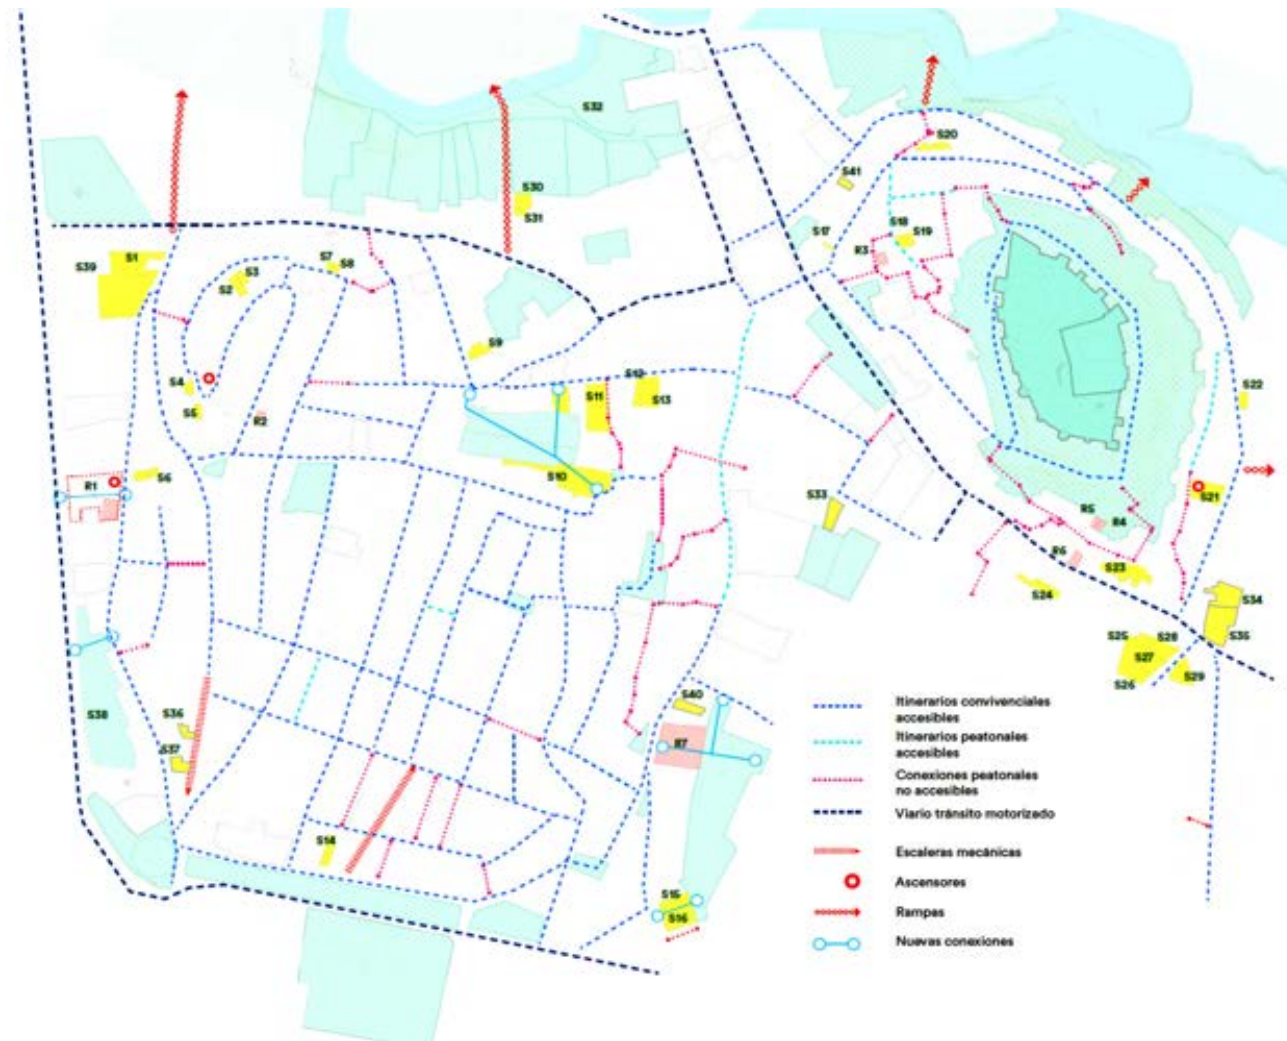 S32
S20
S41
S30
S31
S18
S17
S19
R3
S1
S39
S7
S8
S3
S2
S9
S12
S4
S11
S13
S22
S5
R2
S6
S10
R1
S21
S33
R5
R4
R6
S23
S24
S34
S25
S28
S35
S27
S29
S26
S40
S38
S36
R7
S37
S14
S15
S16
Itinerarios convivenciales
accesibles
Itinerarios peatonales
accesibles
Conexiones peatonales
no accesibles
Viario tránsito motorizado
Escaleras mecánicas
Ascensores
Rampas
Nuevas conexiones